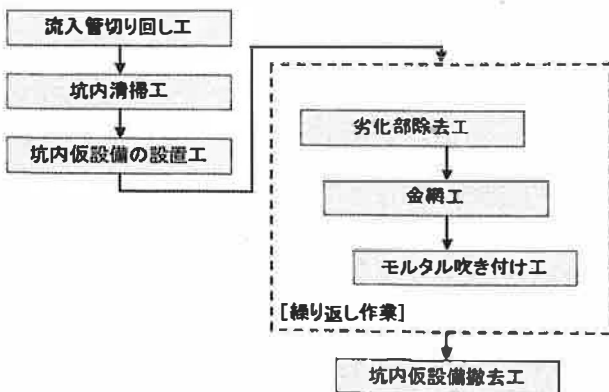 流入管切り回し工
坑内清掃工
坑内仮設備の設置工
劣化部除去工
金網工
モルタル吹き付け工
[繰り返し作業]
坑内仮設備撤去工